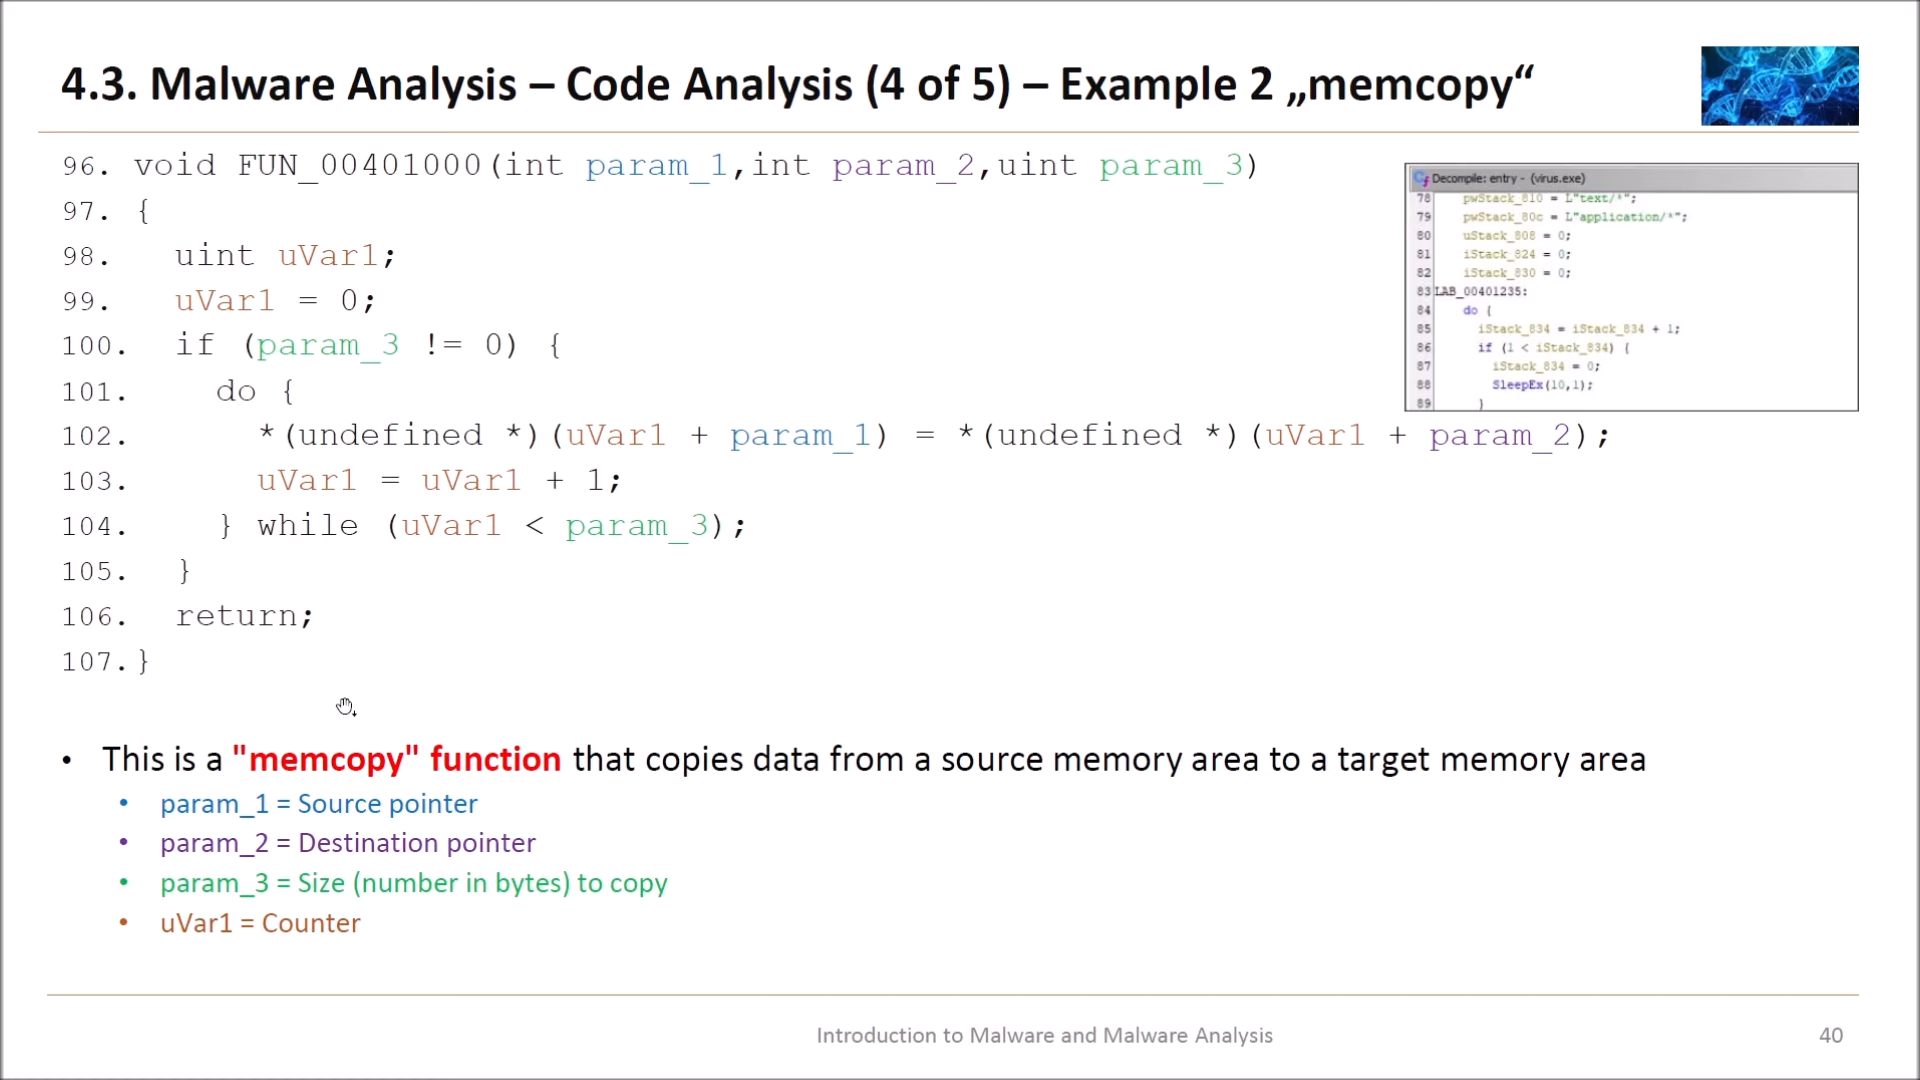 4.3. Malware Analysis – Code Analysis (4 of 5) – Example 2 „memcopy“
96. void FUN_00401000(int param_1,int param_2,uint param_3)
97. {
98.   uint uVar1;
99.   uVar1 = 0;
100.   if (param_3 != 0) {
101.     do {
102.       *(undefined *)(uVar1 + param_1) = *(undefined *)(uVar1 + param_2);
103.       uVar1 = uVar1 + 1;
104.     } while (uVar1 < param_3);
105.   }
106.   return;
107.}
Decompile: entry - (virus.exe)
78 pwStack_810 = L"text/*";
79 pwStack_80c = L"application/*";
80 uStack_808 = 0;
81 iStack_824 = 0;
82 iStack_830 = 0;
83 LAB_00401235:
84 do {
85 iStack_834 = iStack_834 + 1;
86 if (1 < iStack_834) {
87 iStack_834 = 0;
88 SleepEx(10,1);
89 }
• This is a "memcopy" function that copies data from a source memory area to a target memory area
• param_1 = Source pointer
• param_2 = Destination pointer
• param_3 = Size (number in bytes) to copy
• uVar1 = Counter
Introduction to Malware and Malware Analysis
40